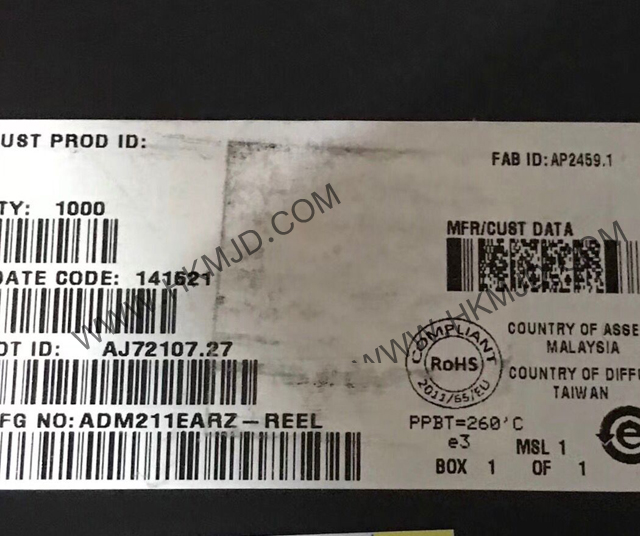 UST PROD ID:
FAB ID: AP2459.1
TY: 1000
MFR/CUST DATA
DATE CODE: 141621
OT ID: AJ72107.27
FG NO: ADM211EARZ-REEL
COMPLIANT
RoHS
2011/65/EU
COUNTRY OF ASSE
MALAYSIA
COUNTRY OF DIFF
TAIWAN
PPBT=260'C
e3
MSL 1
BOX 1 OF 1
e
WWW.HKMJD.COM
WWW.HKMJD.COM